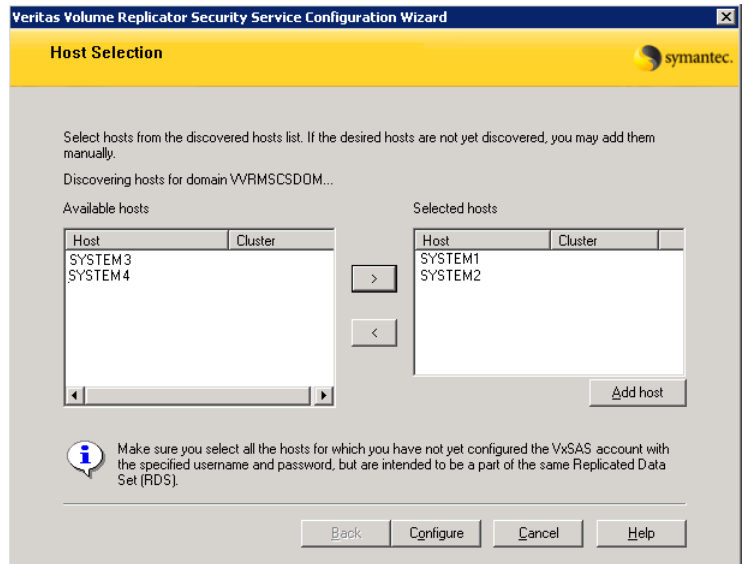 Veritas Volume Replicator Security Service Configuration Wizard
Host Selection
symantec.
Select hosts from the discovered hosts list. If the desired hosts are not yet discovered, you may add them
manually.
Discovering hosts for domain VVRMSCSDOM...
Available hosts
Selected hosts
Host Cluster
SYSTEM3
SYSTEM4
>
<
Host Cluster
SYSTEM1
SYSTEM2
Add host
Make sure you select all the hosts for which you have not yet configured the VxSAS account with
the specified username and password, but are intended to be a part of the same Replicated Data
Set (RDS).
Back Configure Cancel Help